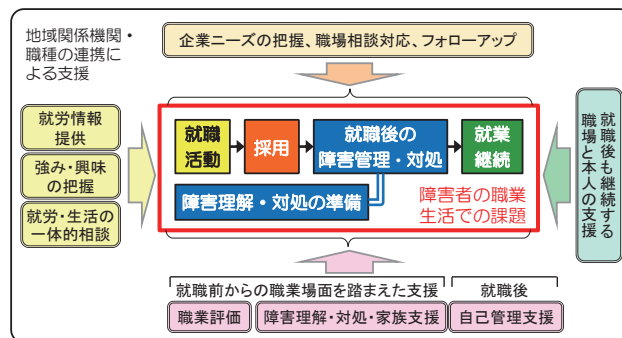 地域関係機関・
職種の連携に
よる支援
企業ニーズの把握、職場相談対応、フォローアップ
就労情報
提供
強み・興味
の把握
就労・生活の
一体的相談
就職
活動
採用
就職後の
障害管理・対処
就業
継続
障害理解・対処の準備
障害者の職業
生活での課題
就職後も継続する
職場と本人の支援
就職前からの職業場面を踏まえた支援
就職後
職業評価
障害理解・対処・家族支援
自己管理支援